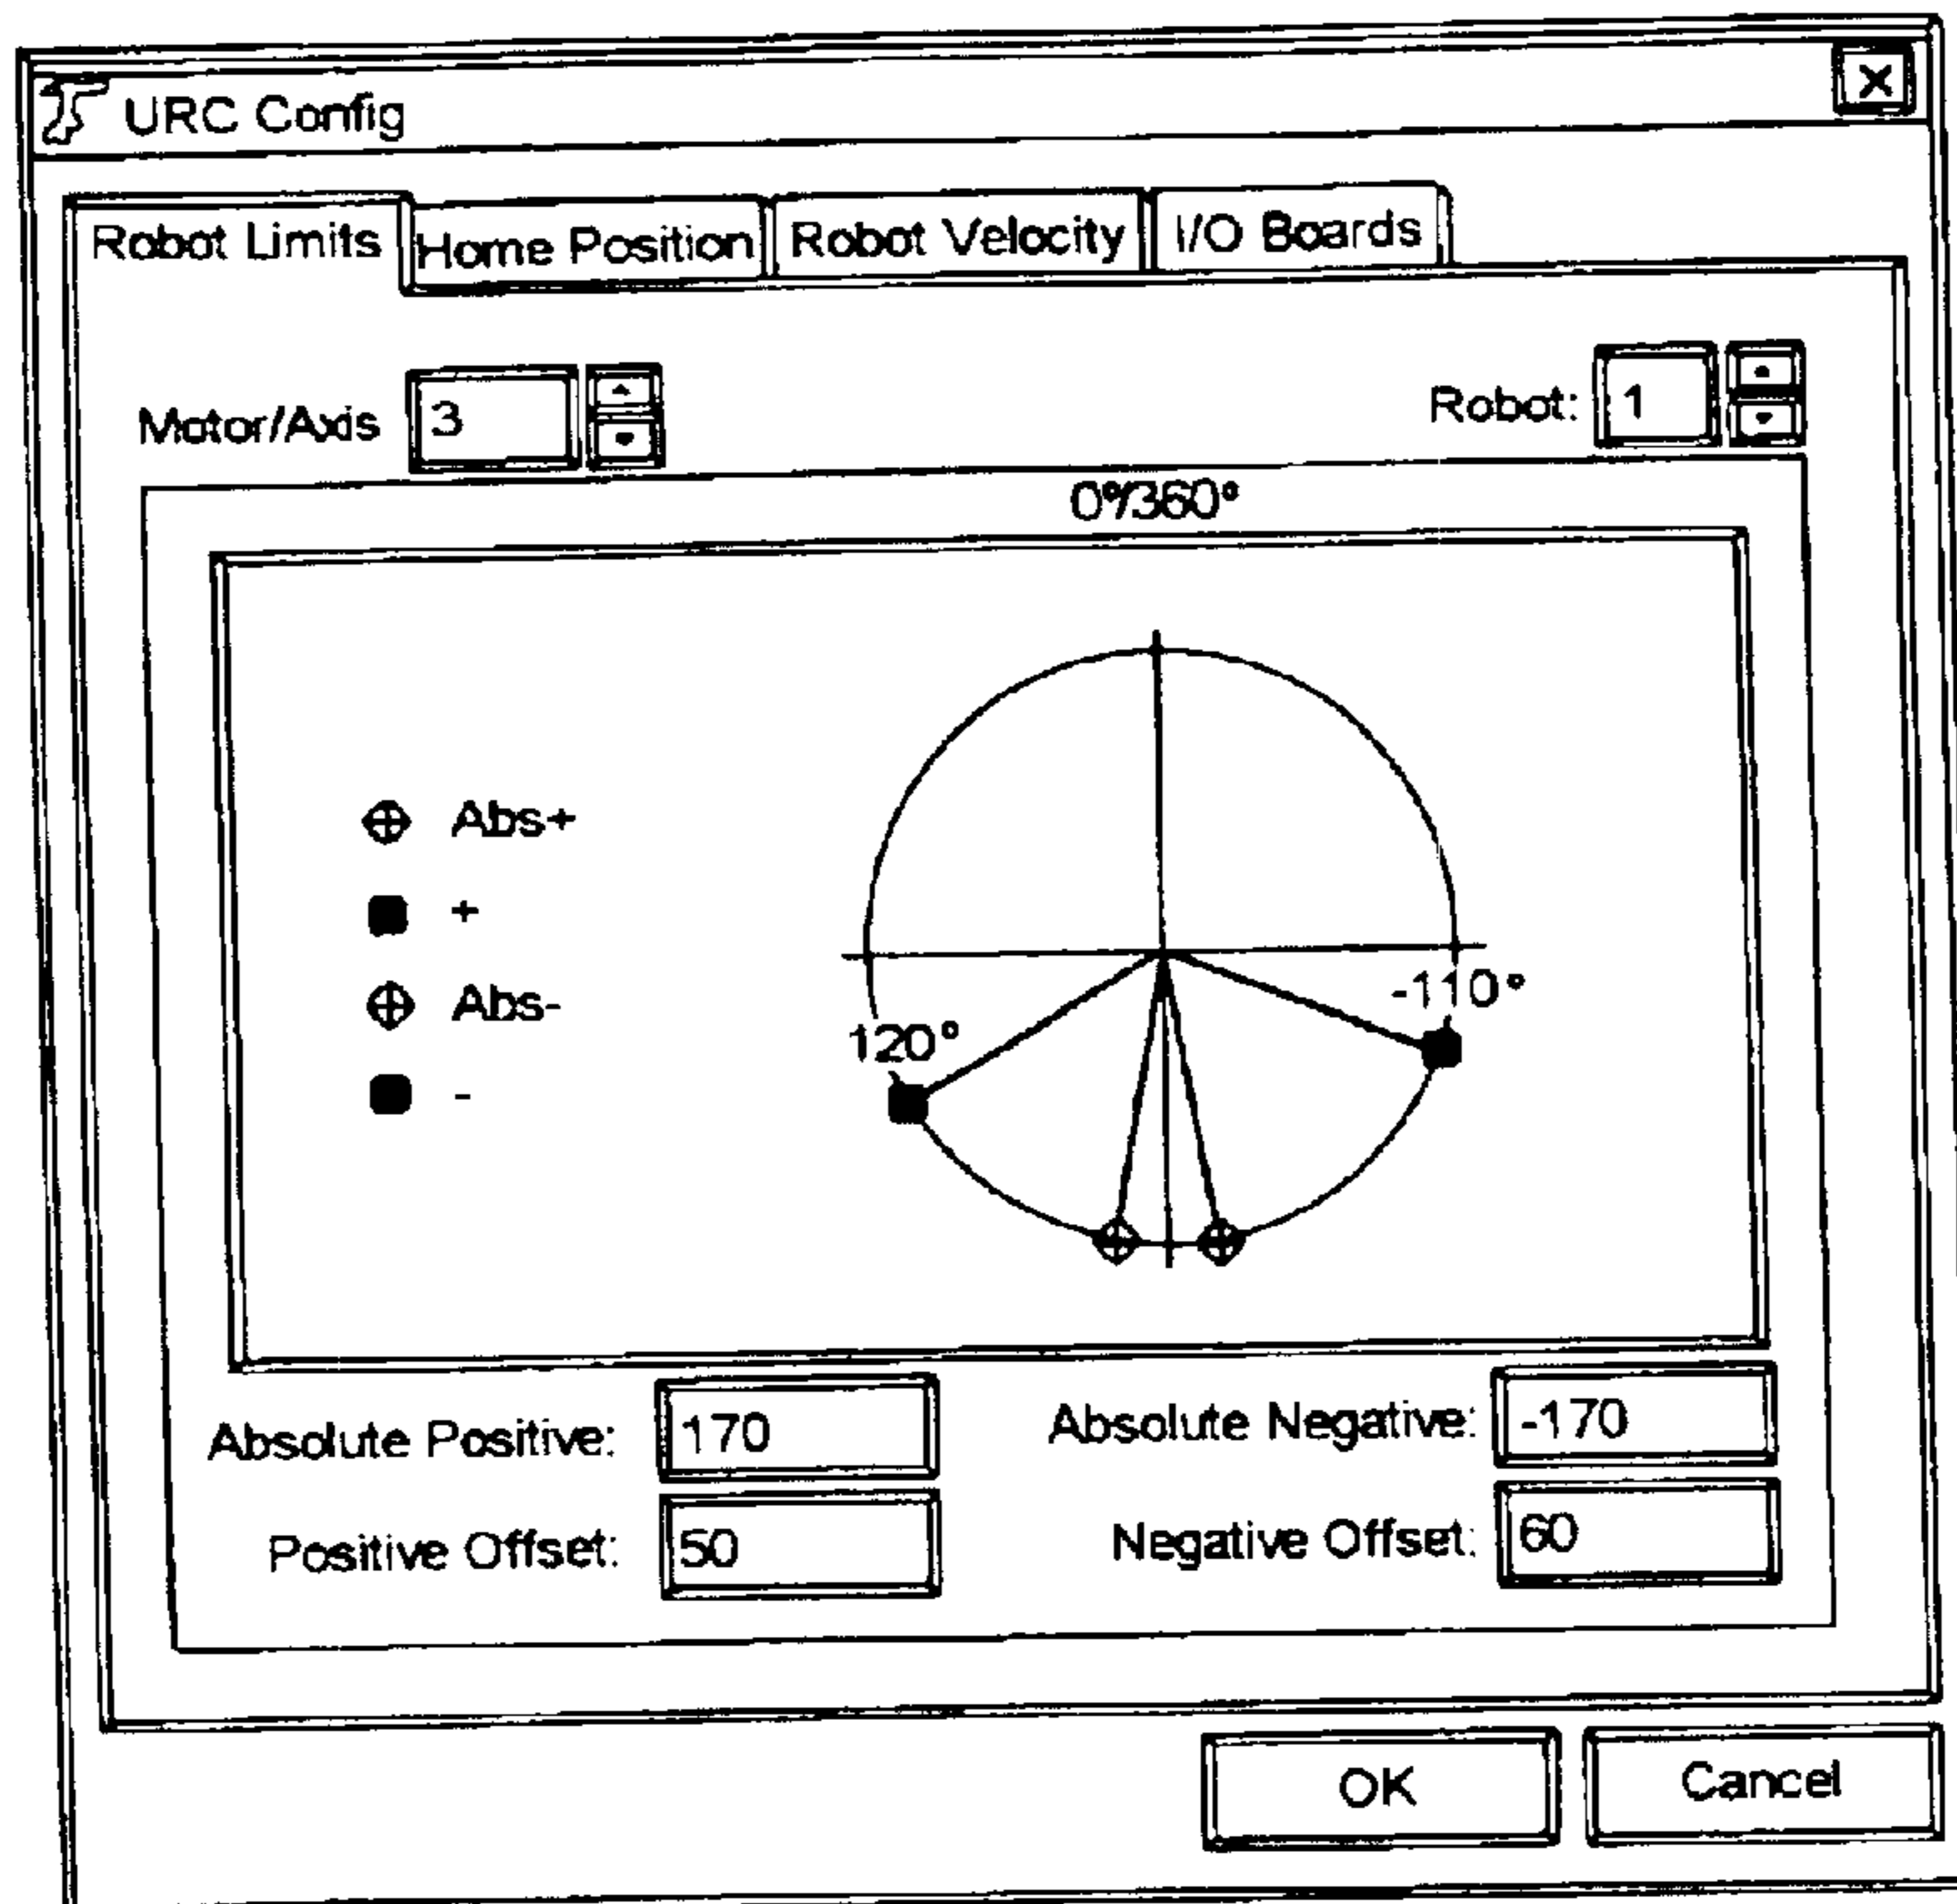 URC Config
Robot Limits Home Position Robot Velocity I/O Boards
Motor/Axis 3 Robot: 1
0°/360°
Abs+
+
Abs-
-
-110°
120°
Absolute Positive: 170 Absolute Negative: -170
Positive Offset: 50 Negative Offset: 60
OK Cancel